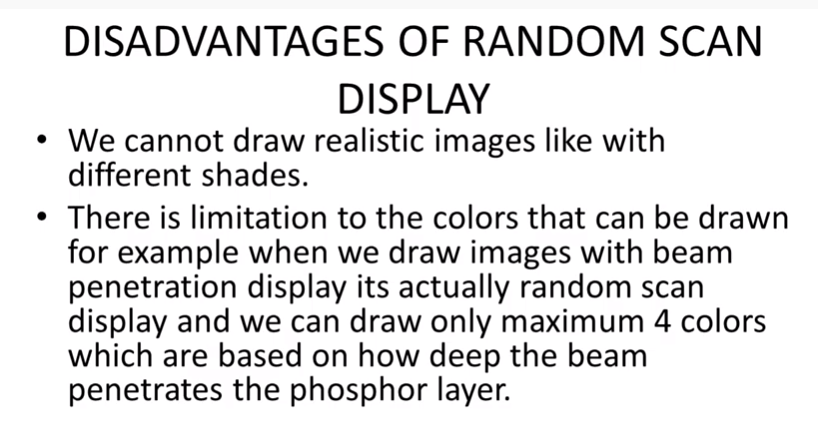 DISADVANTAGES OF RANDOM SCAN
DISPLAY
• We cannot draw realistic images like with
different shades.
• There is limitation to the colors that can be drawn
for example when we draw images with beam
penetration display its actually random scan
display and we can draw only maximum 4 colors
which are based on how deep the beam
penetrates the phosphor layer.